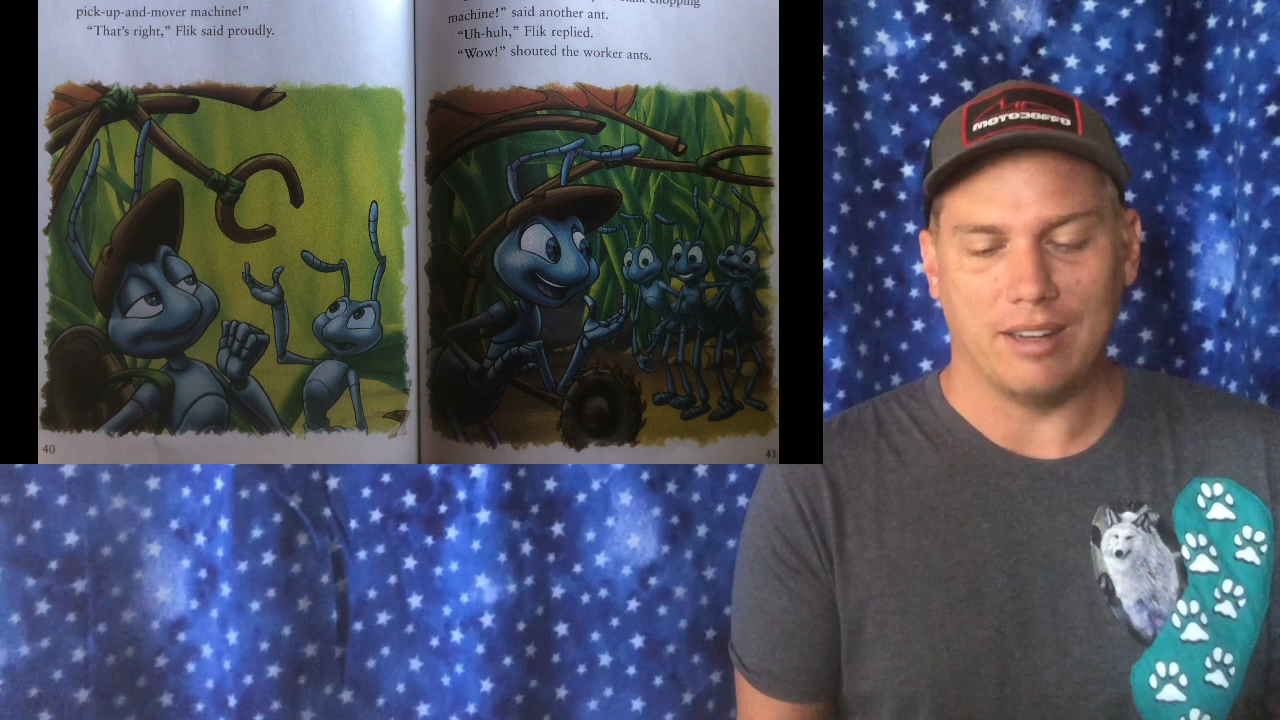 pick-up-and-mover machine!"
"That's right," Flik said proudly.
chopping
machine!" said another ant.
"Uh-huh," Flik replied.
"Wow!" shouted the worker ants.
40
41